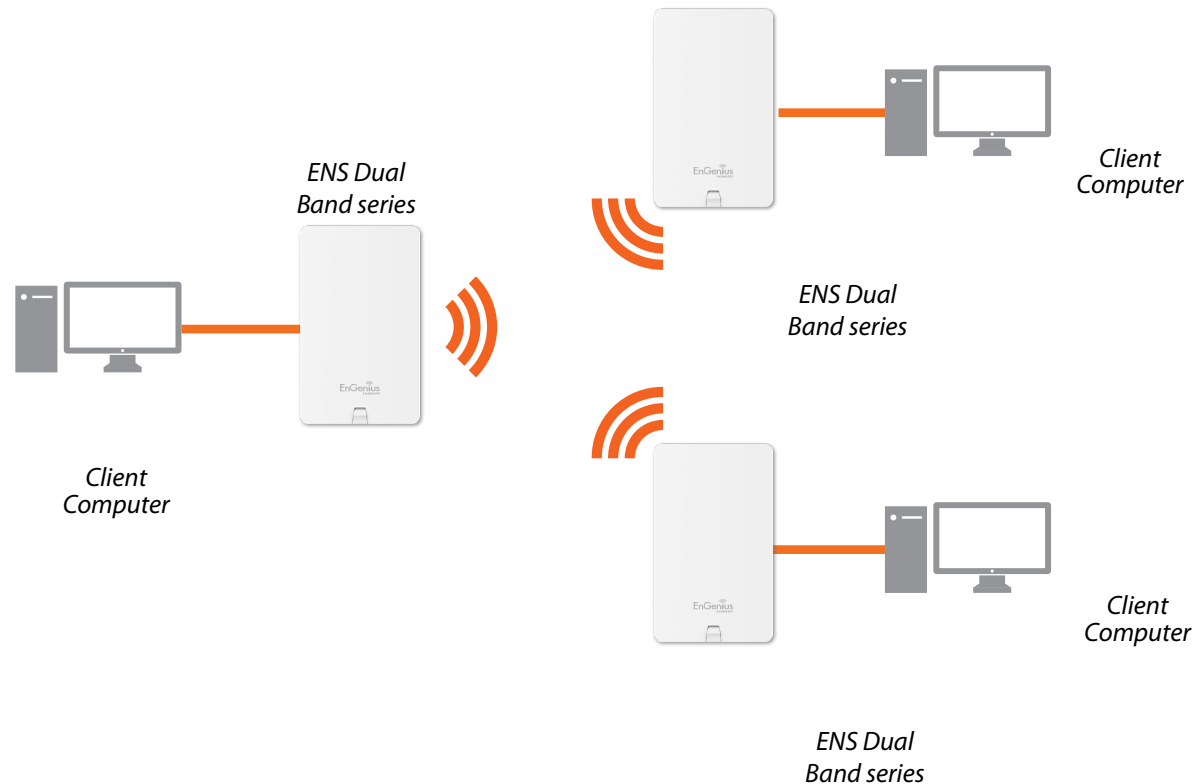 EnGenius
Client
Computer
ENS Dual
Band series
EnGenius
Client
Computer
ENS Dual
Band series
EnGenius
Client
Computer
ENS Dual
Band series